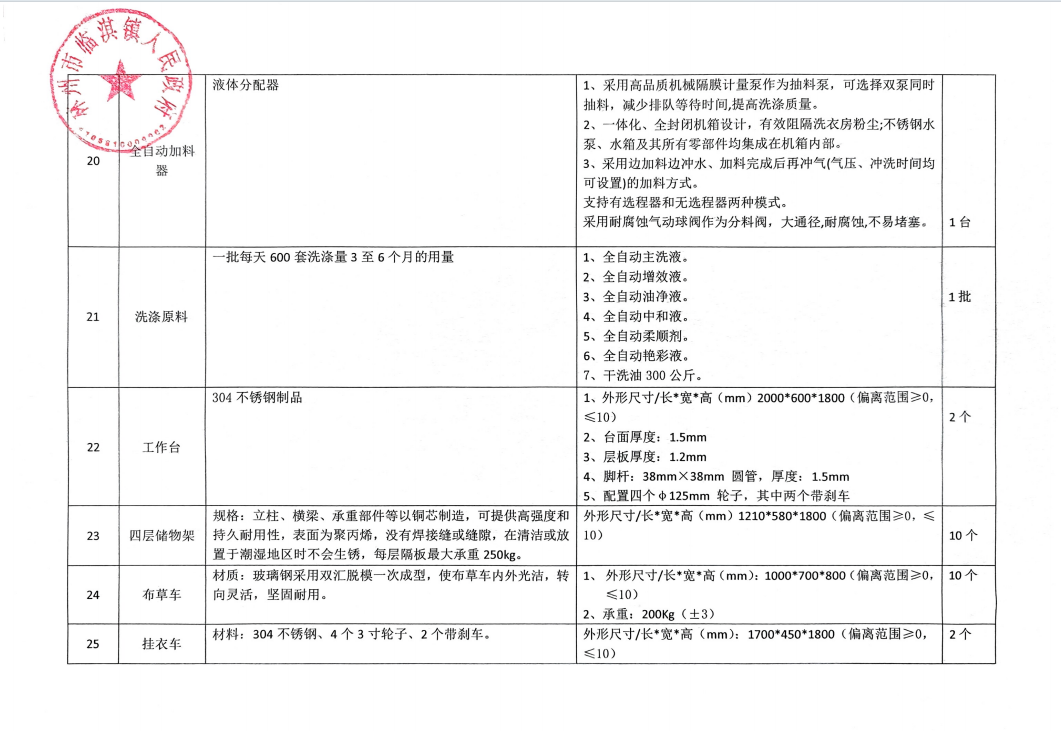 林州市临淇镇人民政府
20
全自动加料
器
液体分配器
1、采用高品质机械隔膜计量泵作为抽料泵，可选择双泵同时
抽料，减少排队等待时间,提高洗涤质量。
2、一体化、全封闭机箱设计，有效阻隔洗衣房粉尘;不锈钢水
泵、水箱及其所有零部件均集成在机箱内部。
3、采用边加料边冲水、加料完成后再冲气(气压、冲洗时间均
可设置)的加料方式。
支持有选程器和无选程器两种模式。
采用耐腐蚀气动球阀作为分料阀，大通径,耐腐蚀,不易堵塞。
1 台
21
洗涤原料
一批每天 600 套洗涤量 3 至 6 个月的用量
1、全自动主洗液。
2、全自动增效液。
3、全自动油净液。
4、全自动中和液。
5、全自动柔顺剂。
6、全自动艳彩液。
7、干洗油 300 公斤。
1 批
22
工作台
304 不锈钢制品
1、外形尺寸/长*宽*高（mm）2000*600*1800（偏离范围≥0,
≤10）
2、台面厚度：1.5mm
3、层板厚度：1.2mm
4、脚杆：38mm×38mm 圆管，厚度：1.5mm
5、配置四个φ125mm 轮子，其中两个带刹车
2 个
23
四层储物架
规格：立柱、横梁、承重部件等以铜芯制造，可提供高强度和
持久耐用性，表面为聚丙烯，没有焊接缝或缝隙，在清洁或放
置于潮湿地区时不会生锈，每层隔板最大承重 250kg。
外形尺寸/长*宽*高（mm）1210*580*1800（偏离范围≥0，≤
10）
10 个
24
布草车
材质：玻璃钢采用双汇脱模一次成型，使布草车内外光洁，转
向灵活，坚固耐用。
1、 外形尺寸/长*宽*高（mm）：1000*700*800（偏离范围≥0,
≤10）
2、承重：200Kg（±3）
10 个
25
挂衣车
材料：304 不锈钢、4 个 3 寸轮子、2 个带刹车。
外形尺寸/长*宽*高（mm）：1700*450*1800（偏离范围≥0,
≤10）
2 个